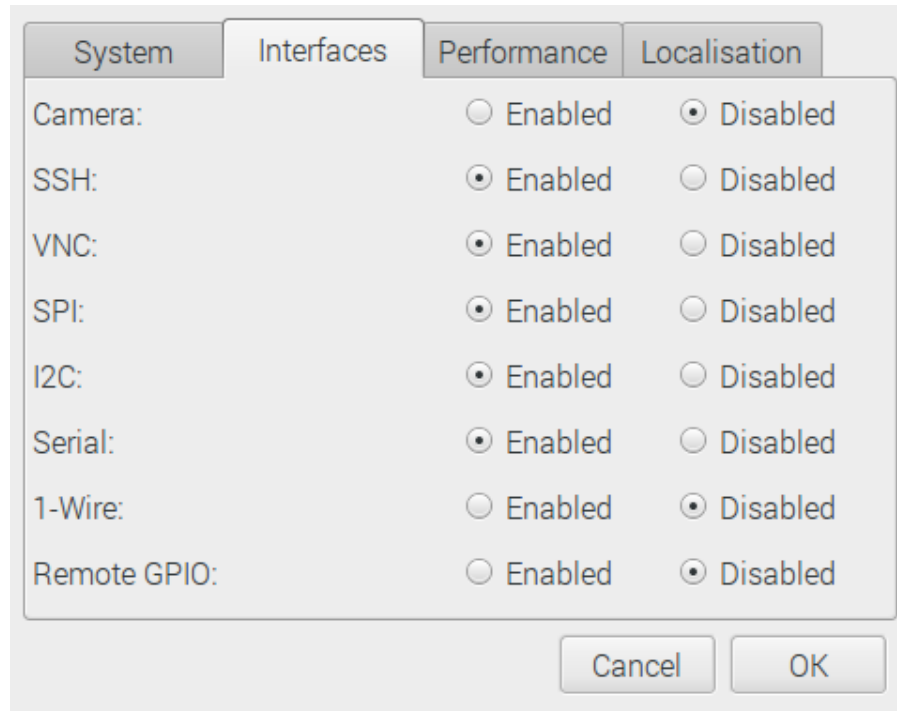 System Interfaces Performance Localisation
Camera: Enabled Disabled
SSH: Enabled Disabled
VNC: Enabled Disabled
SPI: Enabled Disabled
I2C: Enabled Disabled
Serial: Enabled Disabled
1-Wire: Enabled Disabled
Remote GPIO: Enabled Disabled
Cancel OK